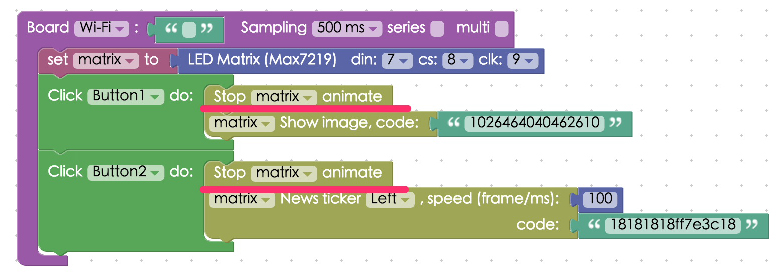 Board Wi-Fi : “ ” Sampling 500 ms series multi
set matrix to LED Matrix (Max7219) din: 7 cs: 8 clk: 9
Click Button1 do: Stop matrix animate
matrix Show image, code: “ 1026464040462610 ”
Click Button2 do: Stop matrix animate
matrix News ticker Left , speed (frame/ms): 100
code: “ 18181818ff7e3c18 ”